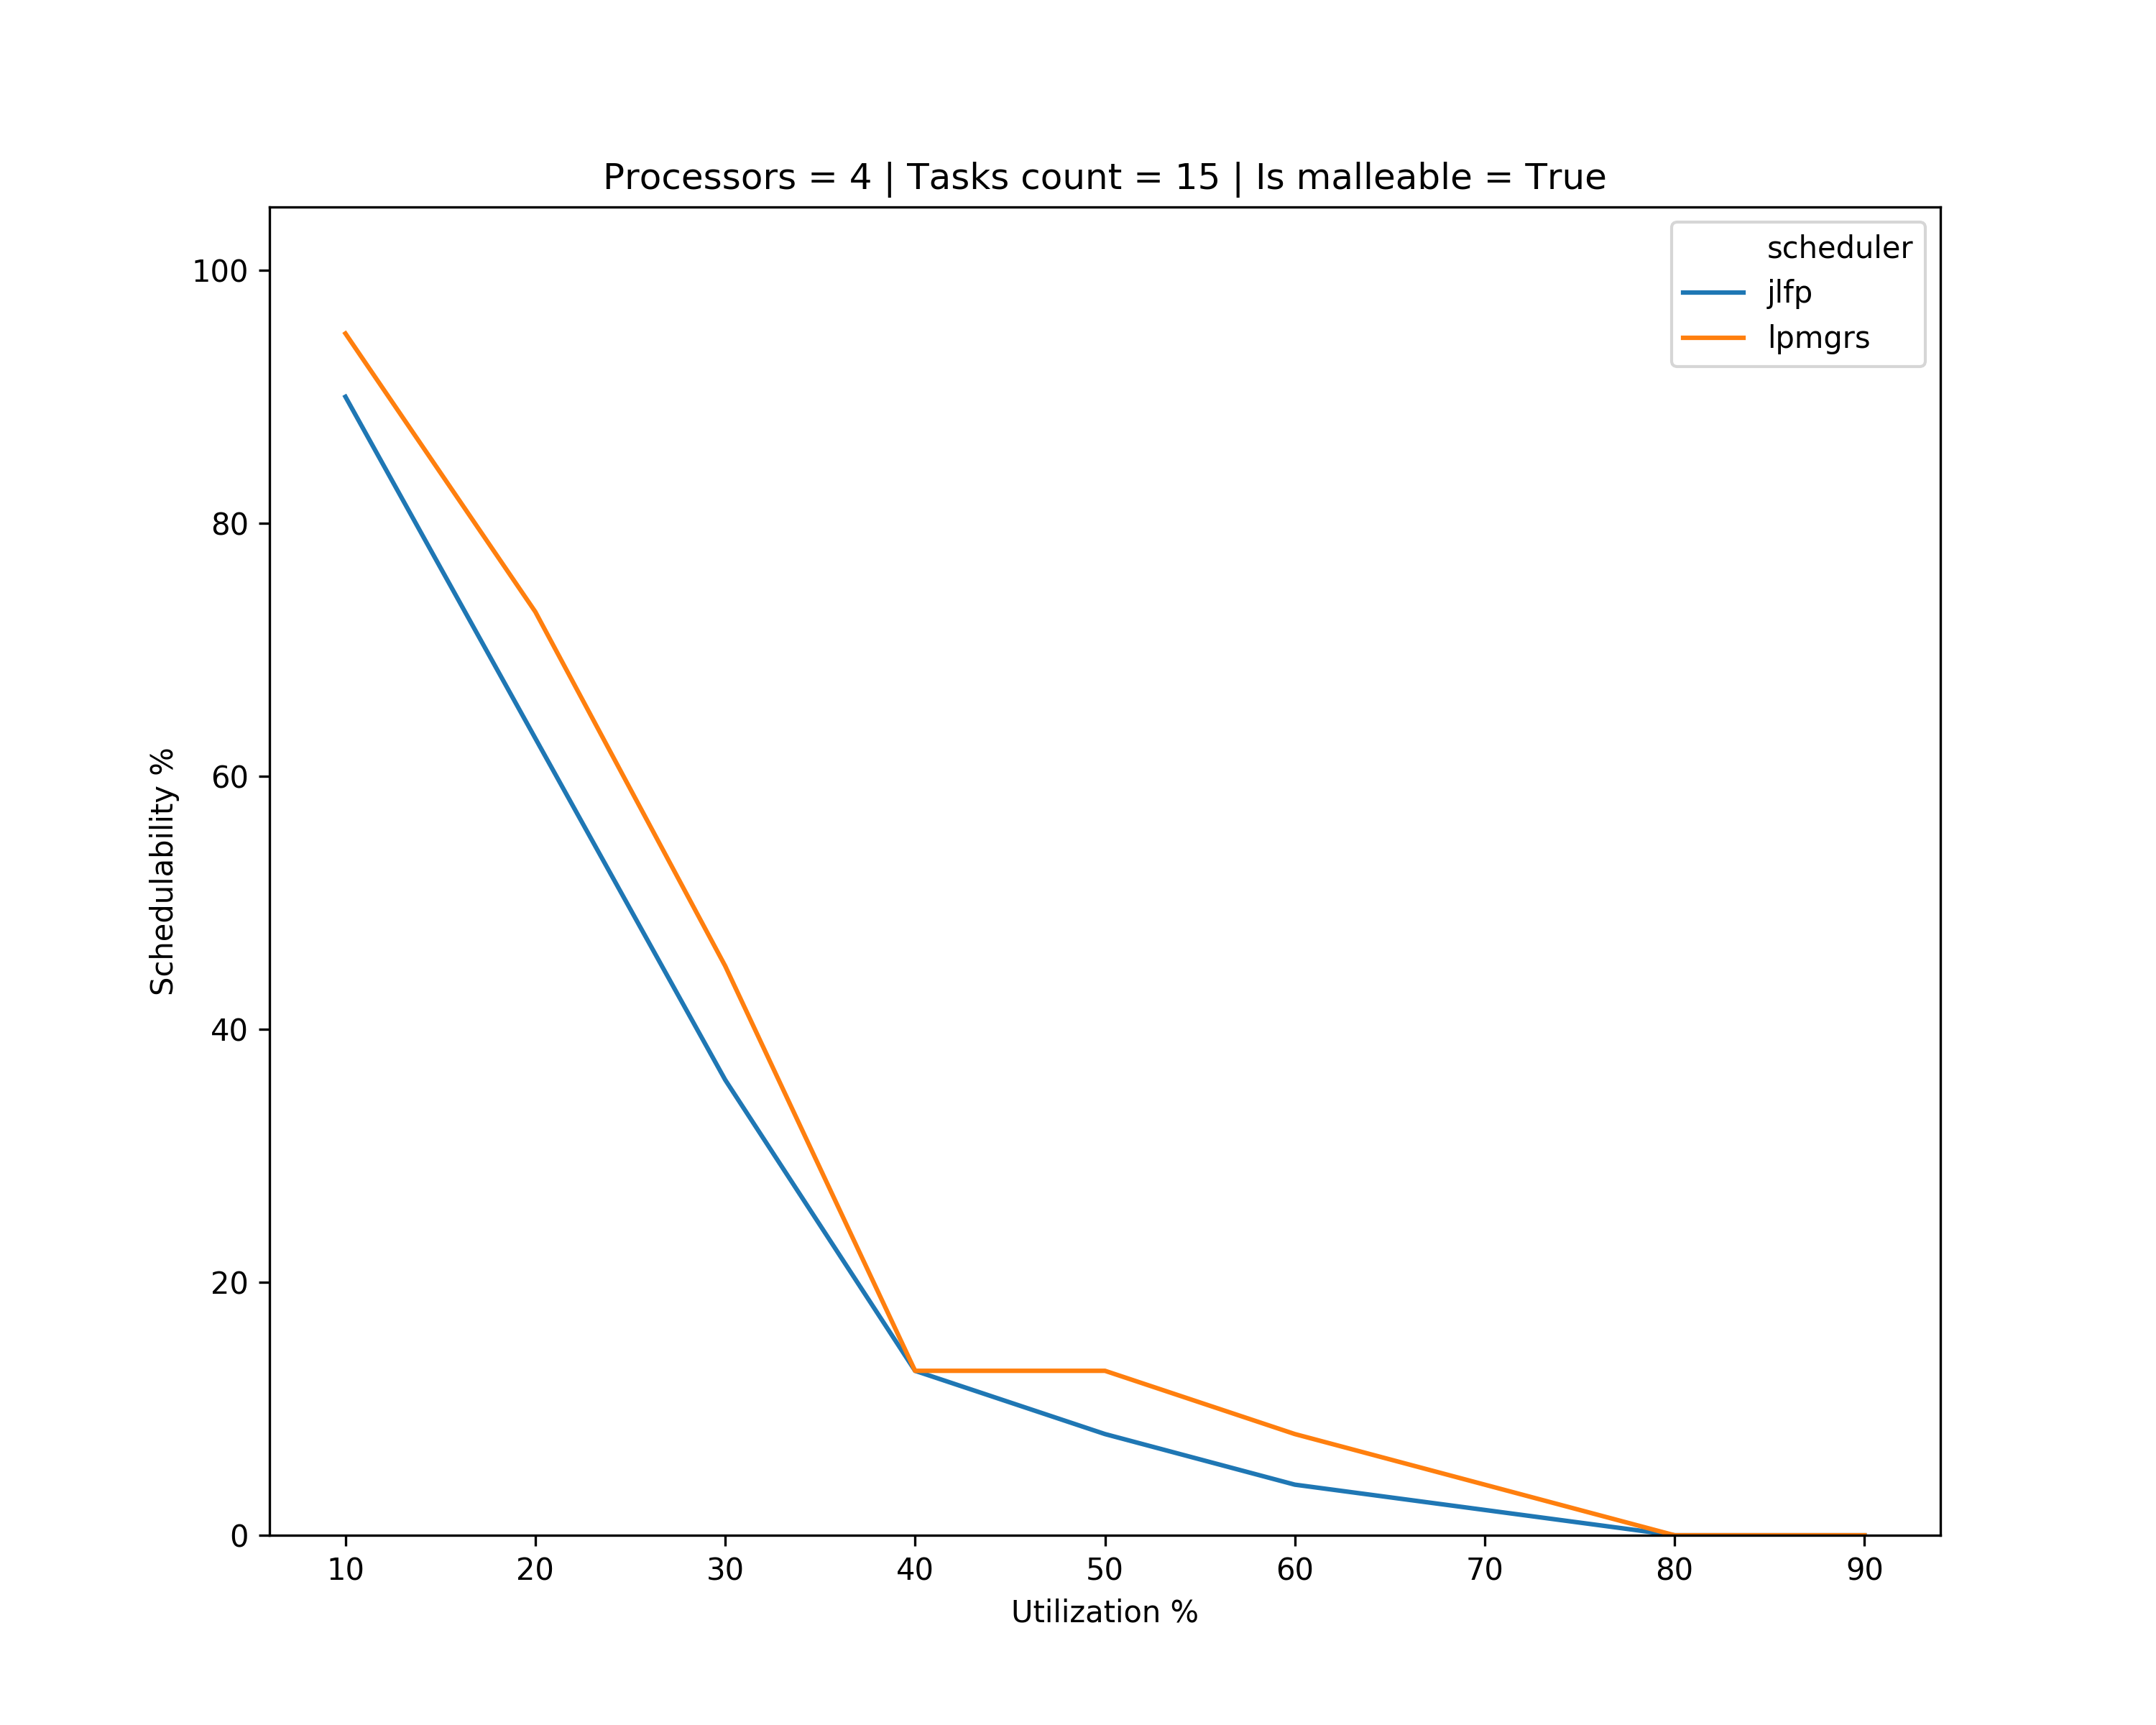 Processors = 4 | Tasks count = 15 | Is malleable = True
scheduler
jlfp
lpmgrs
100
80
60
40
20
0
Schedulability %
10 20 30 40 50 60 70 80 90
Utilization %